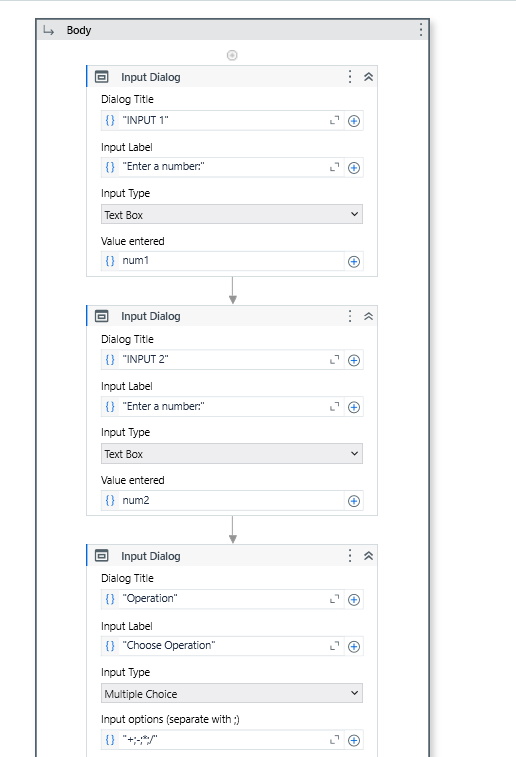 Body
Input Dialog
Dialog Title
{} "INPUT 1"
Input Label
{} "Enter a number:"
Input Type
Text Box
Value entered
{} num1
Input Dialog
Dialog Title
{} "INPUT 2"
Input Label
{} "Enter a number:"
Input Type
Text Box
Value entered
{} num2
Input Dialog
Dialog Title
{} "Operation"
Input Label
{} "Choose Operation"
Input Type
Multiple Choice
Input options (separate with ;)
{} "+;-;*;/"